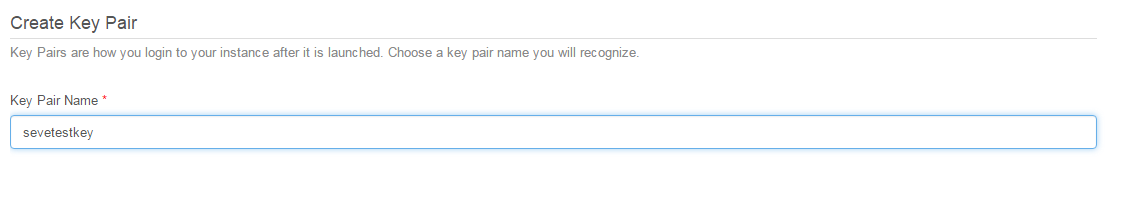 Create Key Pair
Key Pairs are how you login to your instance after it is launched. Choose a key pair name you will recognize.
Key Pair Name *
sevetestkey